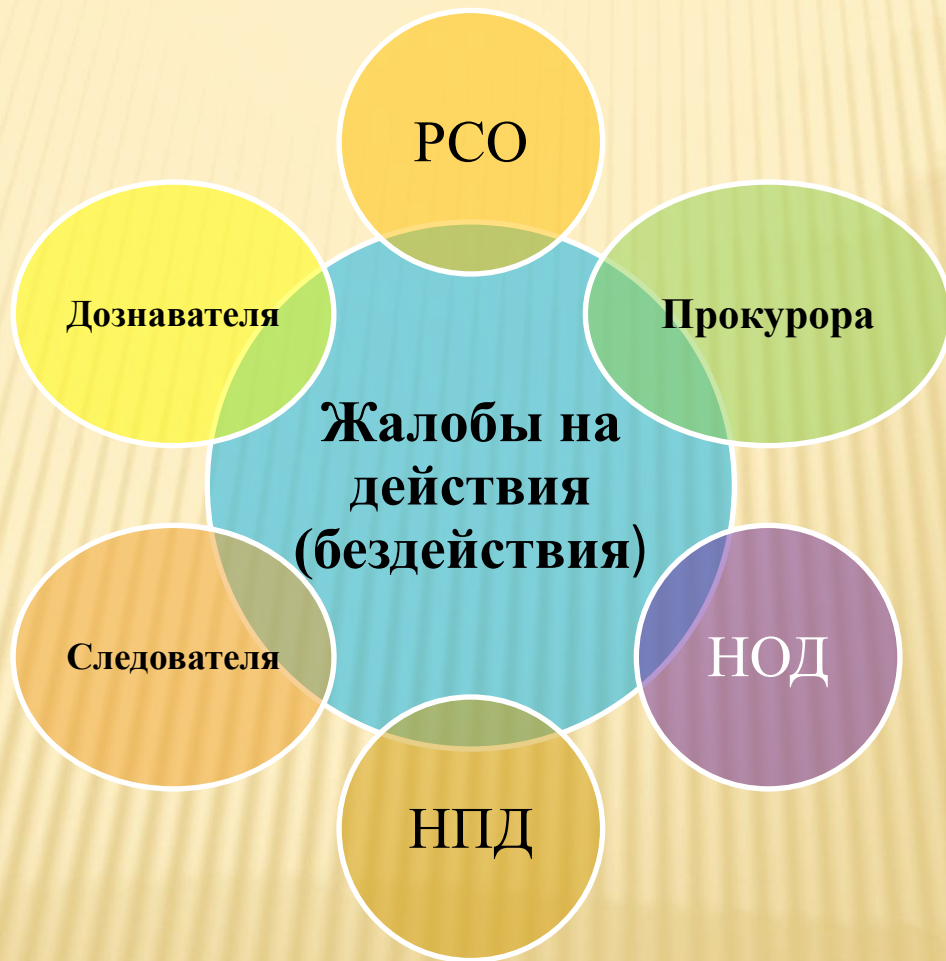 РСО
Дознавателя
Прокурора
Жалобы на
действия
(бездействия)
Следователя
НОД
НПД